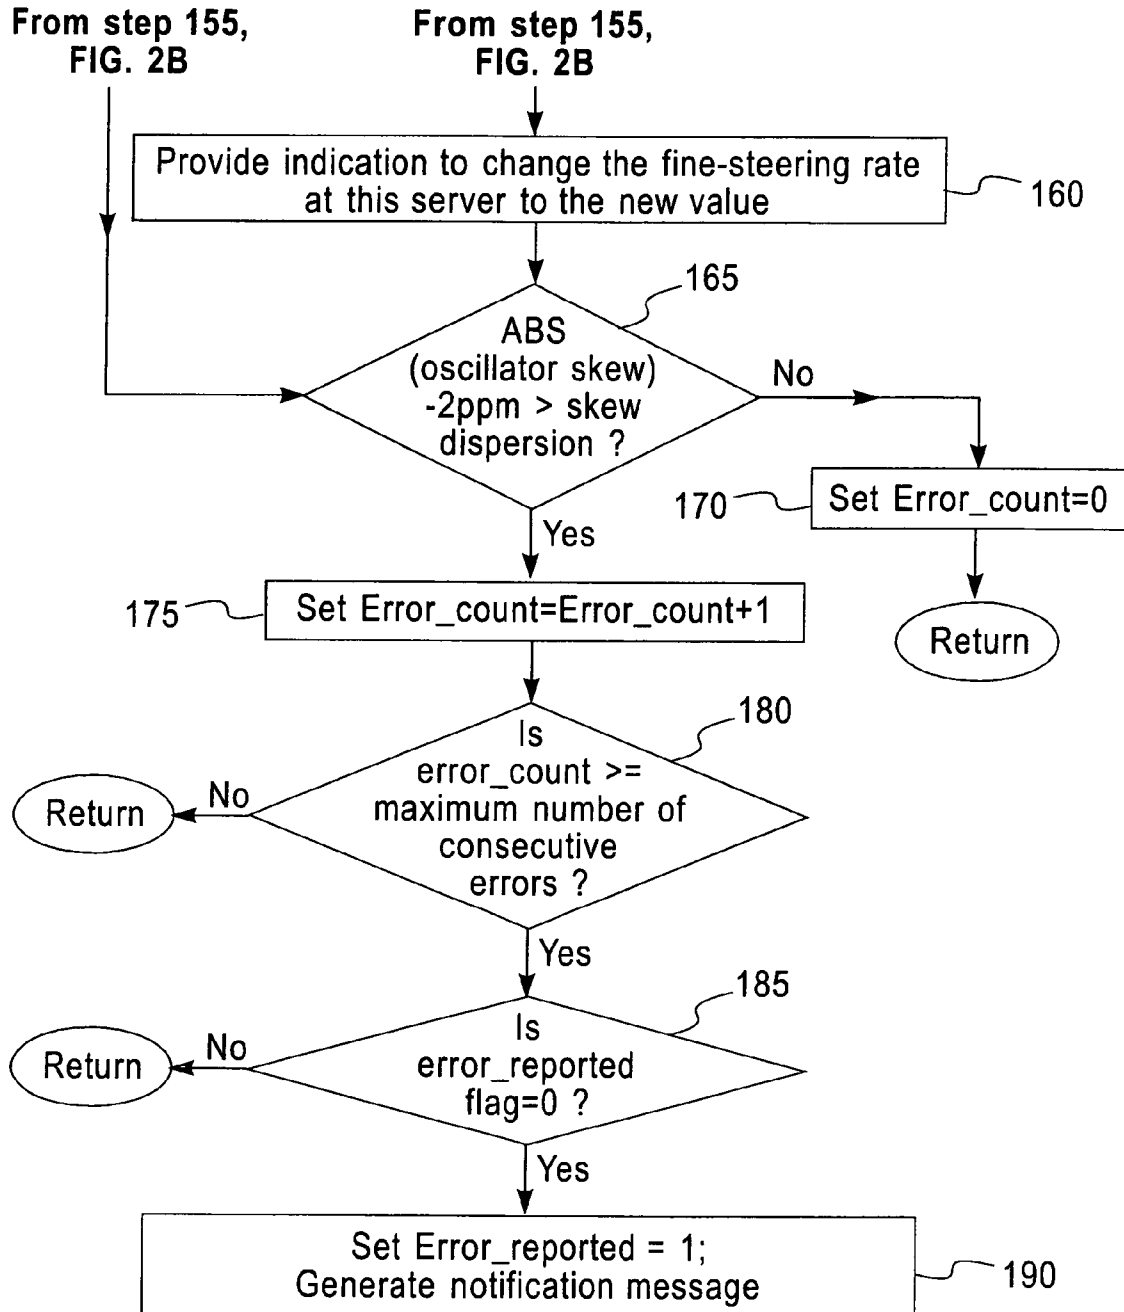 From step 155,
FIG. 2B
From step 155,
FIG. 2B
Provide indication to change the fine-steering rate
at this server to the new value
160
165
ABS
(oscillator skew)
-2ppm > skew
dispersion ?
No
170
Set Error_count=0
Yes
175
Set Error_count=Error_count+1
Return
180
Is
error_count >=
maximum number of
consecutive
errors ?
No
Return
Yes
185
Is
error_reported
flag=0 ?
No
Return
Yes
Set Error_reported = 1;
Generate notification message
190